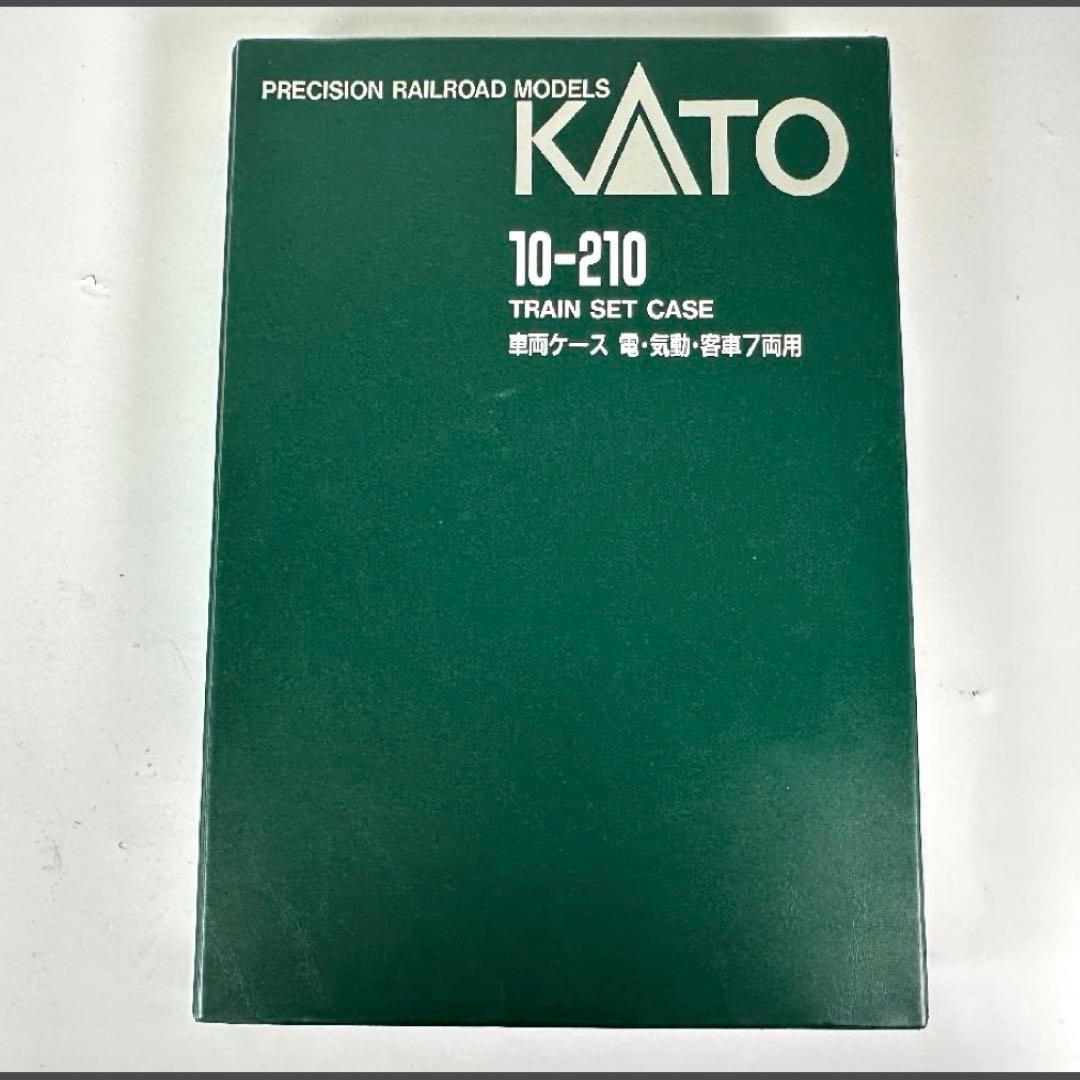 PRECISION RAILROAD MODELS
KATO
10-210
TRAIN SET CASE
車両ケース 電・気動・客車7両用